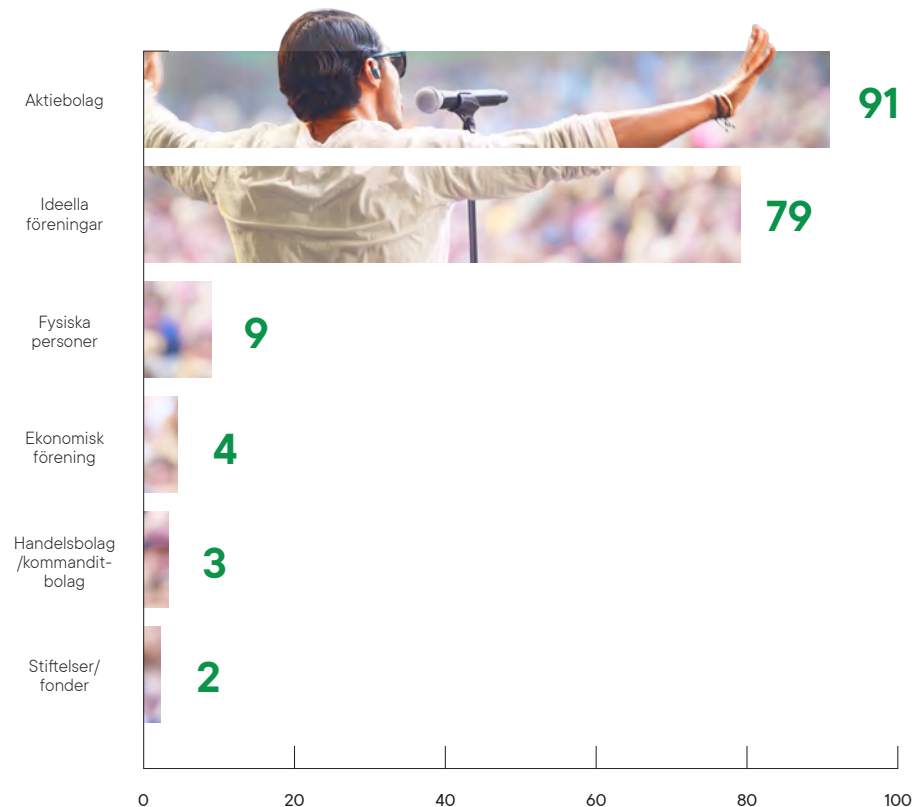 Aktiebolag
91
Ideella
föreningar
79
Fysiska
personer
9
Ekonomisk
förening
4
Handelsbolag
/kommandit-
bolag
3
Stiftelser/
fonder
2
0 20 40 60 80 100